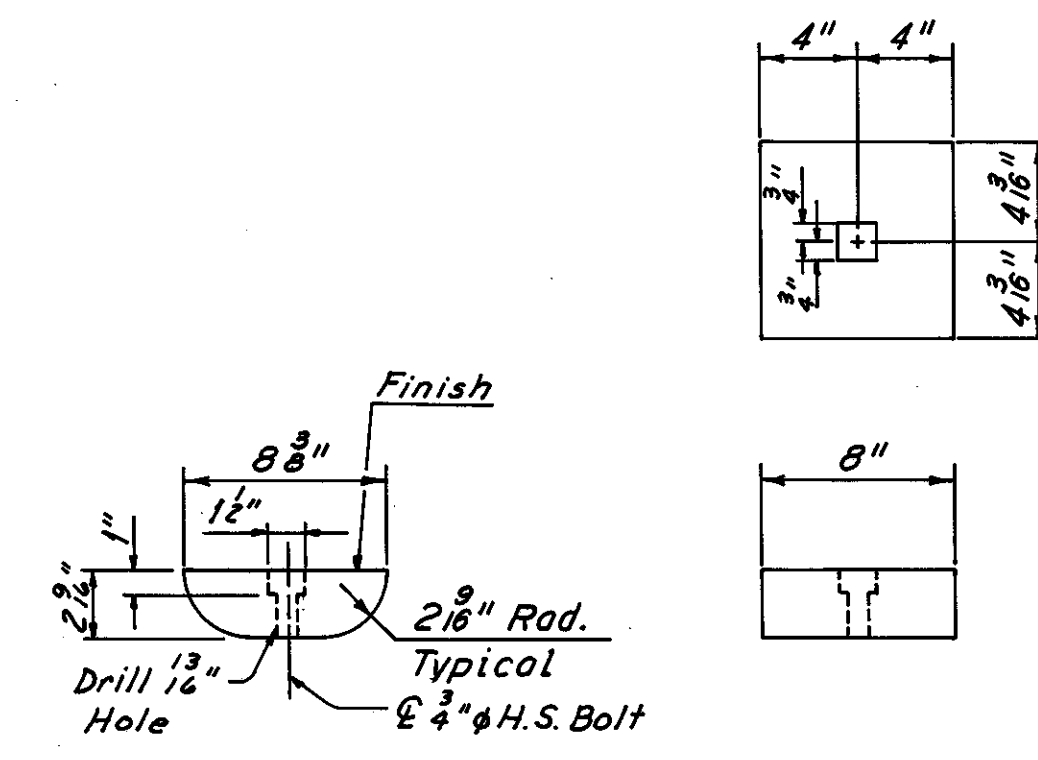 4" 4"
3/4"
4 3/16"
3/4"
4 3/16"
Finish
8 3/8"
8"
1 1/2"
1"
2 9/16"
2 9/16" Rad.
Typical
Drill 13/16"
Hole
℄ 3/4" φ H.S. Bolt